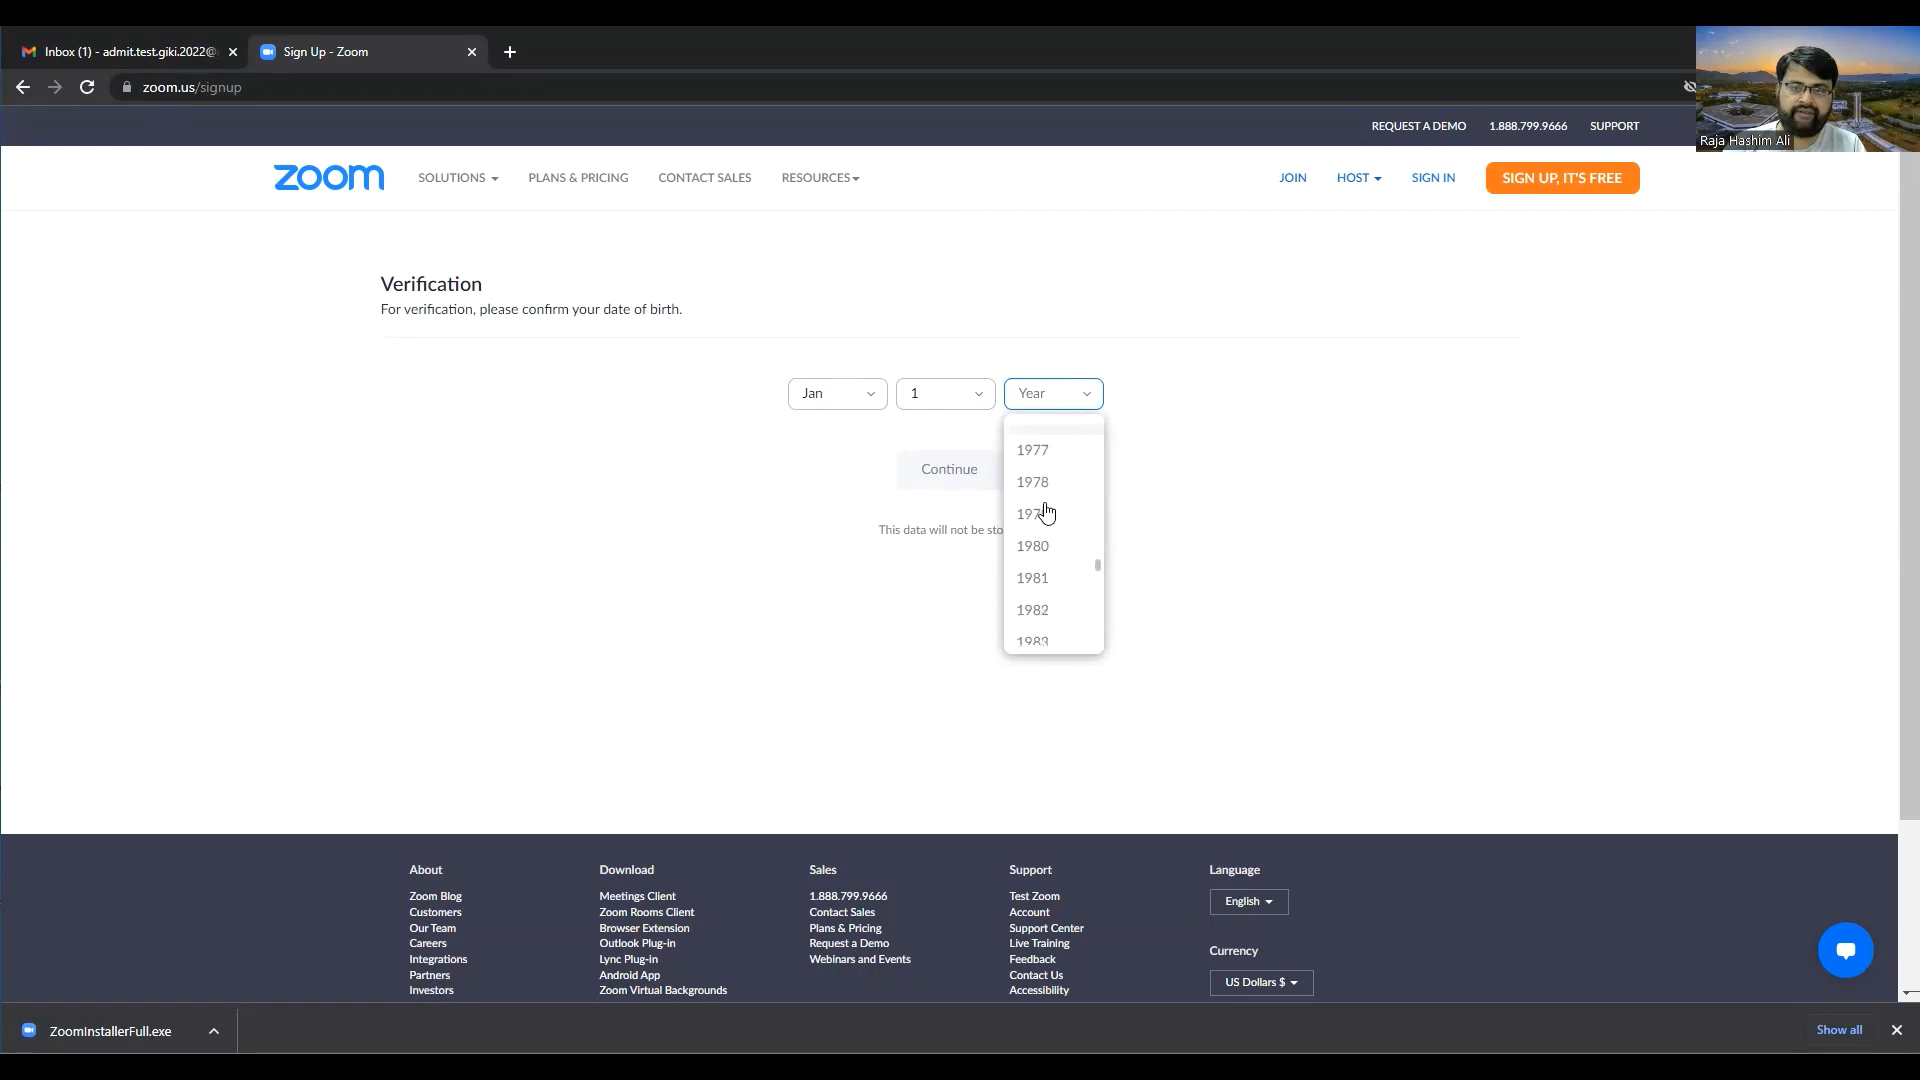 Inbox (1) - admit.test.giki.2022@
Sign Up - Zoom
zoom.us/signup
Raja Hashim Ali
REQUEST A DEMO 1.888.799.9666 SUPPORT
zoom SOLUTIONS PLANS & PRICING CONTACT SALES RESOURCES JOIN HOST SIGN IN SIGN UP, IT'S FREE
Verification
For verification, please confirm your date of birth.
Jan 1 Year
1977
Continue
1978
This data will not be
1980
1981
1982
1983
About
Zoom Blog
Customers
Our Team
Careers
Integrations
Partners
Investors
Download
Meetings Client
Zoom Rooms Client
Browser Extension
Outlook Plug-in
Lync Plug-in
Android App
Zoom Virtual Backgrounds
Sales
1.888.799.9666
Contact Sales
Plans & Pricing
Request a Demo
Webinars and Events
Support
Test Zoom
Account
Support Center
Live Training
Feedback
Contact Us
Accessibility
Language
English
Currency
US Dollars $
ZoomInstallerFull.exe
Show all